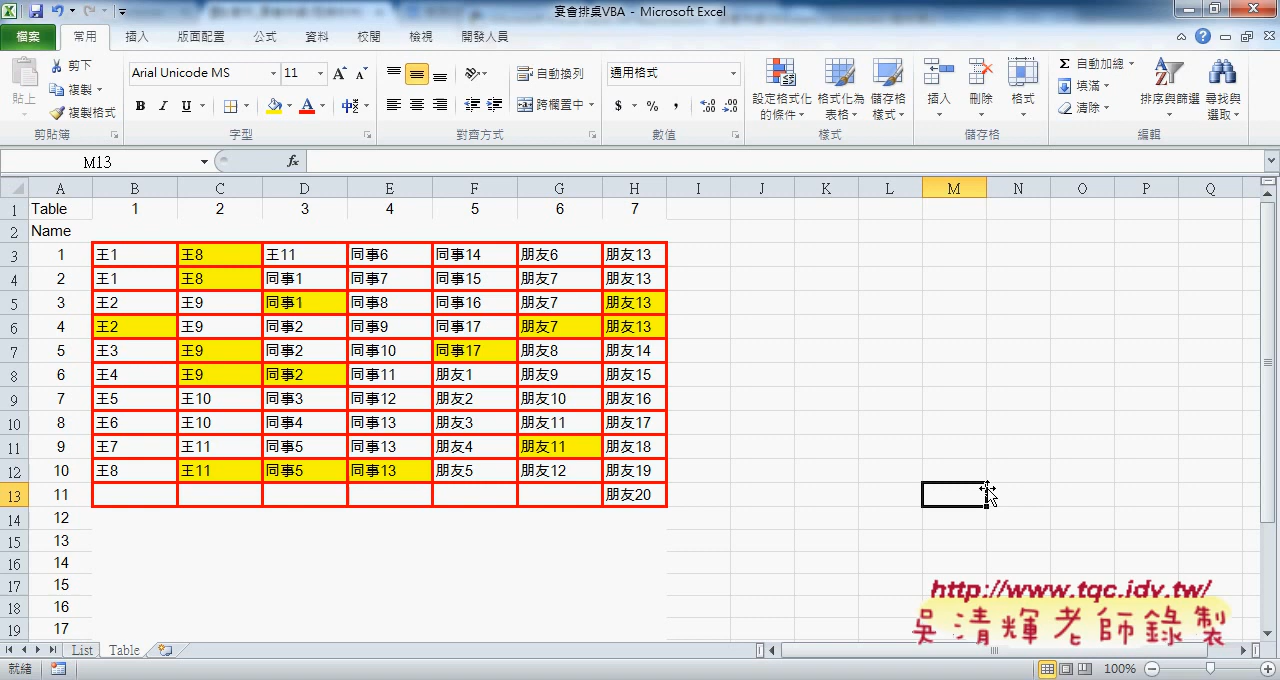 宴會排桌VBA - Microsoft Excel
檔案 常用 插入 版面配置 公式 資料 校閱 檢視 開發人員
貼上 剪下 複製 複製格式 剪貼簿
Arial Unicode MS 11 B I U A 中 字型
自動換列 跨欄置中 對齊方式
通用格式 $ % , 數值
設定格式化的條件 格式化為表格 儲存格樣式 樣式
插入 刪除 格式 儲存格
Σ 自動加總 填滿 清除 排序與篩選 尋找與選取 編輯
M13 fx
A B C D E F G H I J K L M N O P Q
1 Table 1 2 3 4 5 6 7
2 Name
3 1 王1 王8 王11 同事6 同事14 朋友6 朋友13
4 2 王1 王8 同事1 同事7 同事15 朋友7 朋友13
5 3 王2 王9 同事1 同事8 同事16 朋友7 朋友13
6 4 王2 王9 同事2 同事9 同事17 朋友7 朋友13
7 5 王3 王9 同事2 同事10 同事17 朋友8 朋友14
8 6 王4 王9 同事2 同事11 朋友1 朋友9 朋友15
9 7 王5 王10 同事3 同事12 朋友2 朋友10 朋友16
10 8 王6 王10 同事4 同事13 朋友3 朋友11 朋友17
11 9 王7 王11 同事5 同事13 朋友4 朋友11 朋友18
12 10 王8 王11 同事5 同事13 朋友5 朋友12 朋友19
13 11 朋友20
14 12
15 13
16 14
17 15
18 16
19 17
http://www.tqc.idv.tw/
吳清輝老師錄製
List Table
就緒 100%